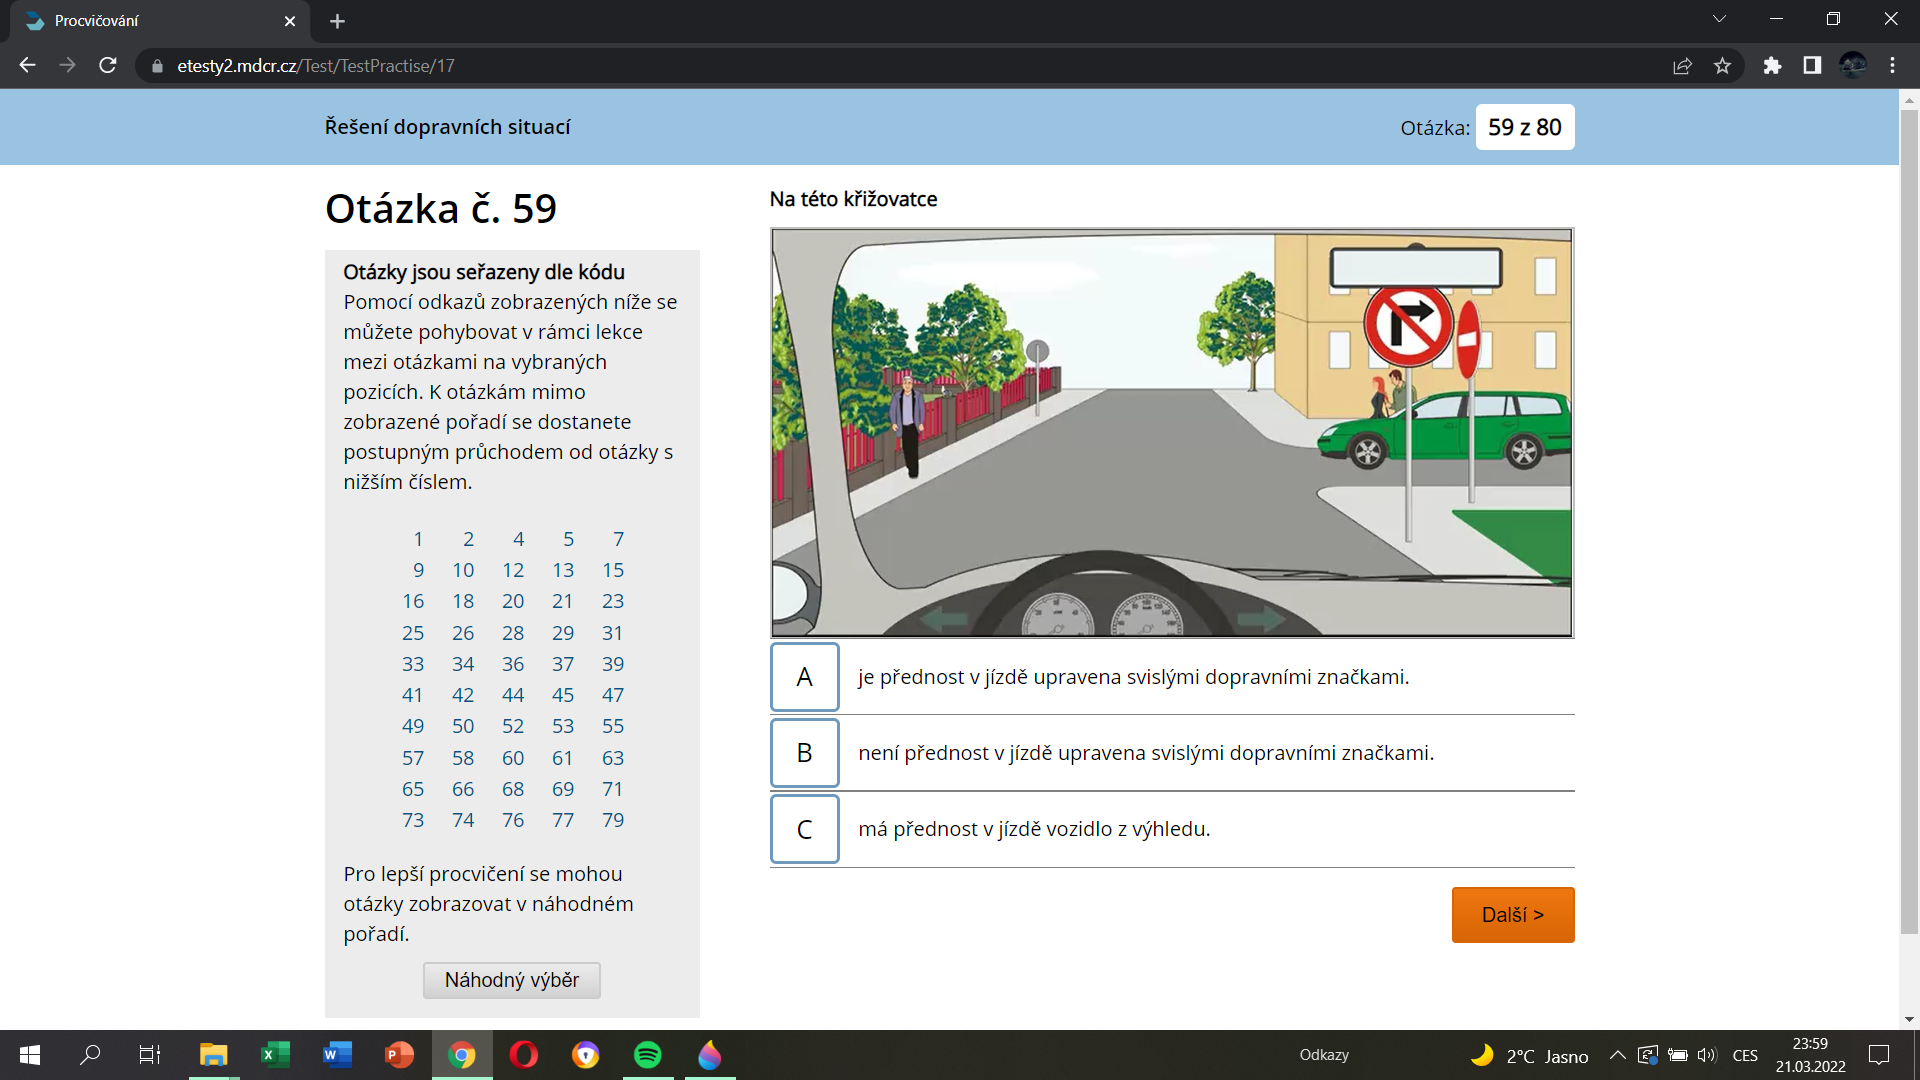 Procvičování
etesty2.mdcr.cz/Test/TestPractise/17
Řešení dopravních situací
Otázka: 59 z 80
Otázka č. 59
Otázky jsou seřazeny dle kódu
Pomocí odkazů zobrazených níže se
můžete pohybovat v rámci lekce
mezi otázkami na vybraných
pozicích. K otázkám mimo
zobrazené pořadí se dostanete
postupným průchodem od otázky s
nižším číslem.
1 2 4 5 7
9 10 12 13 15
16 18 20 21 23
25 26 28 29 31
33 34 36 37 39
41 42 44 45 47
49 50 52 53 55
57 58 60 61 63
65 66 68 69 71
73 74 76 77 79
Pro lepší procvičení se mohou
otázky zobrazovat v náhodném
pořadí.
Náhodný výběr
Na této křižovatce
A je přednost v jízdě upravena svislými dopravními značkami.
B není přednost v jízdě upravena svislými dopravními značkami.
C má přednost v jízdě vozidlo z výhledu.
Další >
Odkazy
2°C Jasno
CES
23:59
21.03.2022